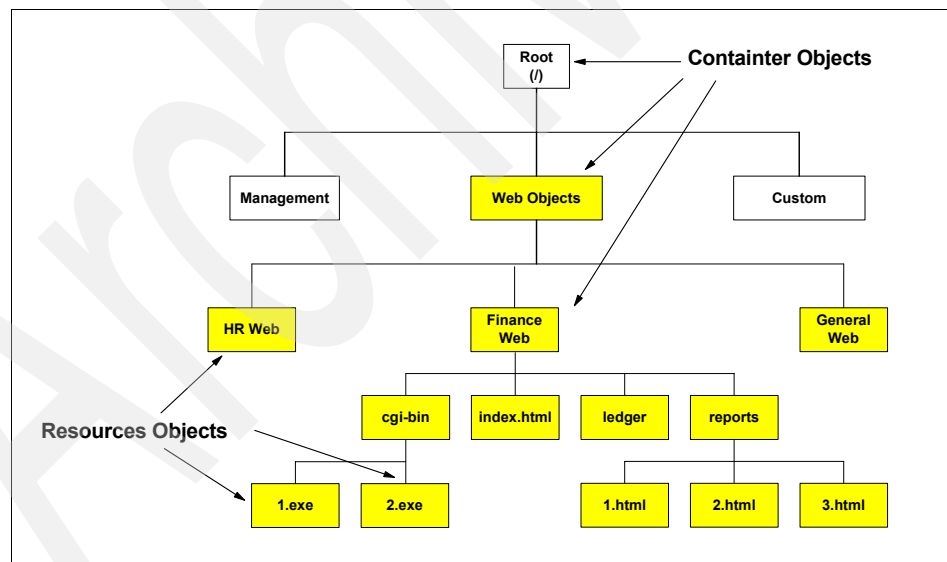 Root
(/)
Containter Objects
Management
Web Objects
Custom
HR Web
Finance
Web
General
Web
cgi-bin
index.html
ledger
reports
Resources Objects
1.exe
2.exe
1.html
2.html
3.html